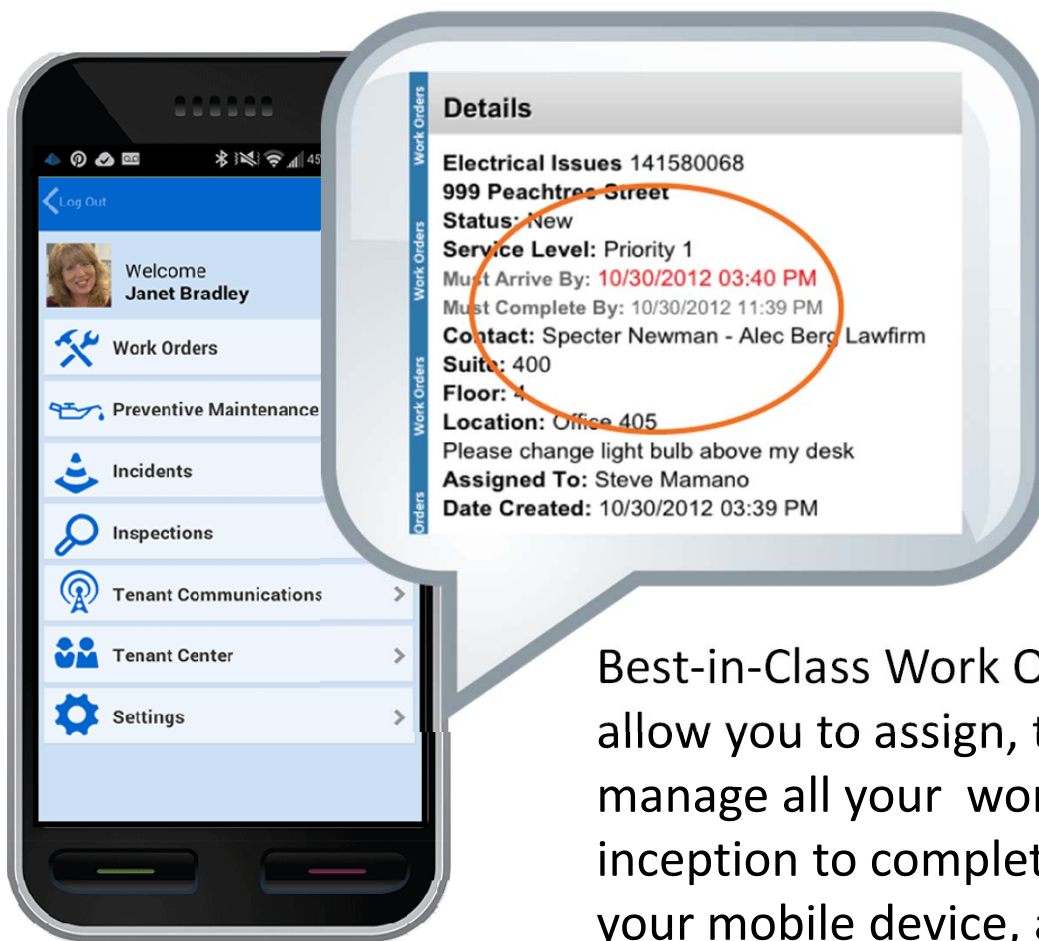 45
Log Out
Welcome
Janet Bradley
Work Orders
Preventive Maintenance
Incidents
Inspections
Tenant Communications
Tenant Center
Settings
Work Orders
Work Orders
Work Orders
Orders
Details
Electrical Issues 141580068
999 Peachtree Street
Status: New
Service Level: Priority 1
Must Arrive By: 10/30/2012 03:40 PM
Must Complete By: 10/30/2012 11:39 PM
Contact: Specter Newman - Alec Berg Lawfirm
Suite: 400
Floor: 4
Location: Office 405
Please change light bulb above my desk
Assigned To: Steve Mamano
Date Created: 10/30/2012 03:39 PM
Best-in-Class Work
allow you to assign,
manage all your
inception to
your mobile device,